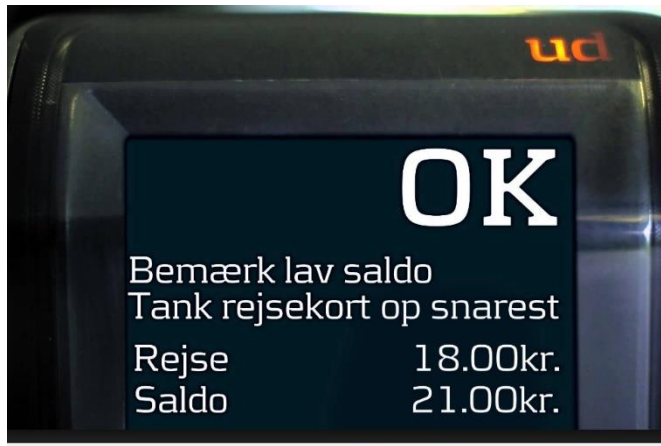 ud
OK
Bemærk lav saldo
Tank rejsekort op snarest
Rejse 18.00kr.
Saldo 21.00kr.